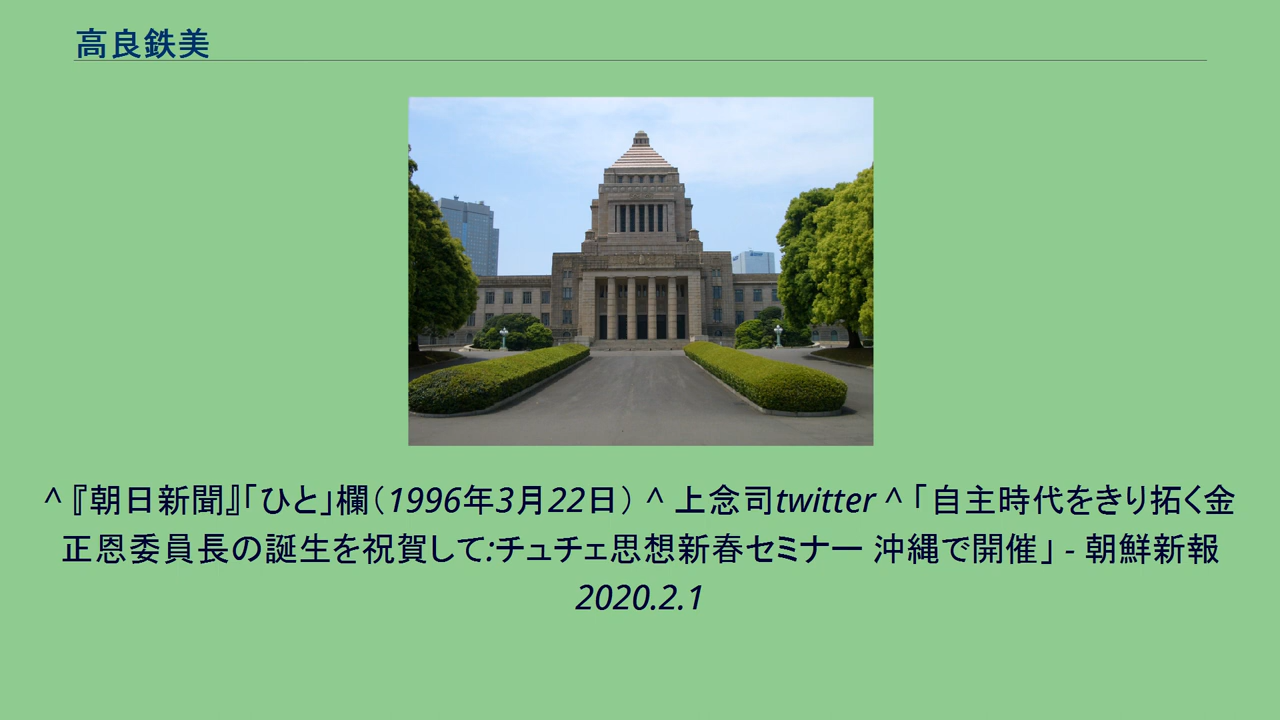 高良鉄美
^ 『朝日新聞』「ひと」欄（1996年3月22日） ^ 上念司twitter ^ 「自主時代をきり拓く金
正恩委員長の誕生を祝賀して:チュチェ思想新春セミナー 沖縄で開催」 - 朝鮮新報
2020.2.1